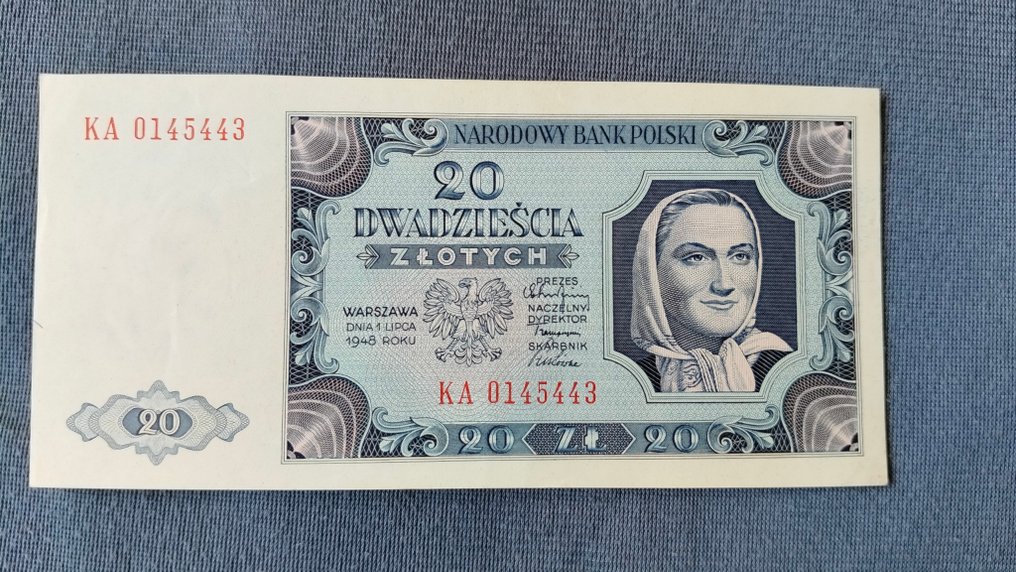 KA 0145443
NARODOWY BANK POLSKI
20
DWADZIEŚCIA
ZŁOTYCH
WARSZAWA
DNIA 1 LIPCA
1948 ROKU
PREZES
NACZELNY
DYREKTOR
SKARBNIK
KA 0145443
20
20 ZŁ 20